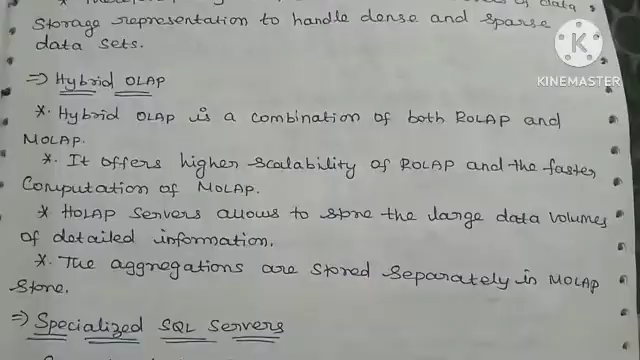 of data,
Storage representation to handle dense and sparse
data sets.
K
KINEMASTER
=> Hybrid OLAP
*. Hybrid OLAP is a combination of both ROLAP and
MOLAP.
*. It offers higher scalability of ROLAP and the faster
Computation of MOLAP.
* HOLAP Servers allows to store the large data volumes
of detailed information.
*. The aggregations are stored separately in MOLAP
Store.
=> Specialized SQL Servers